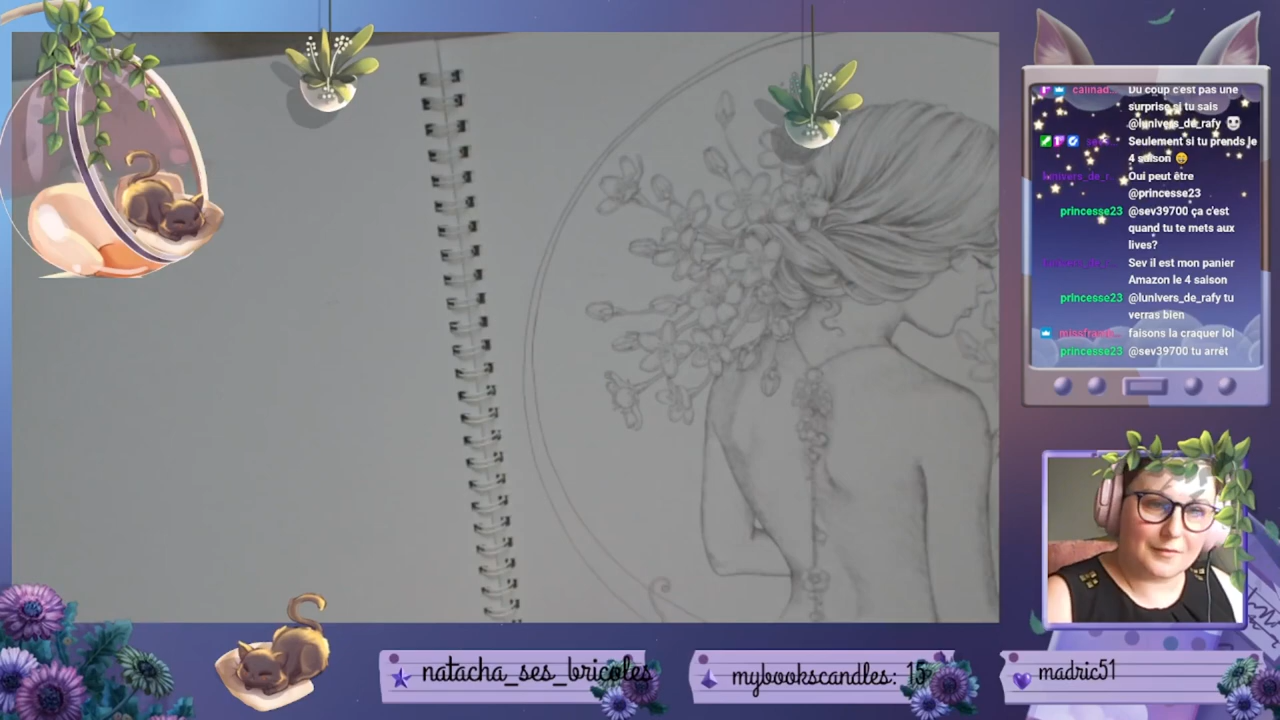 calinad... Du coup c'est pas une
surprise si tu sais
@lunivers_de_rafy
Seulement si tu prends le
4 saison
lunivers_de_r... Oui peut être
@princesse23
princesse23 @sev39700 ça c'est
quand tu te mets aux
lives?
Sev il est mon panier
Amazon le 4 saison
princesse23 @lunivers_de_rafy tu
verras bien
faisons la craquer lol
princesse23 @sev39700 tu arrêt
natacha_ses_bricoles
mybookscandles: 15
madric51